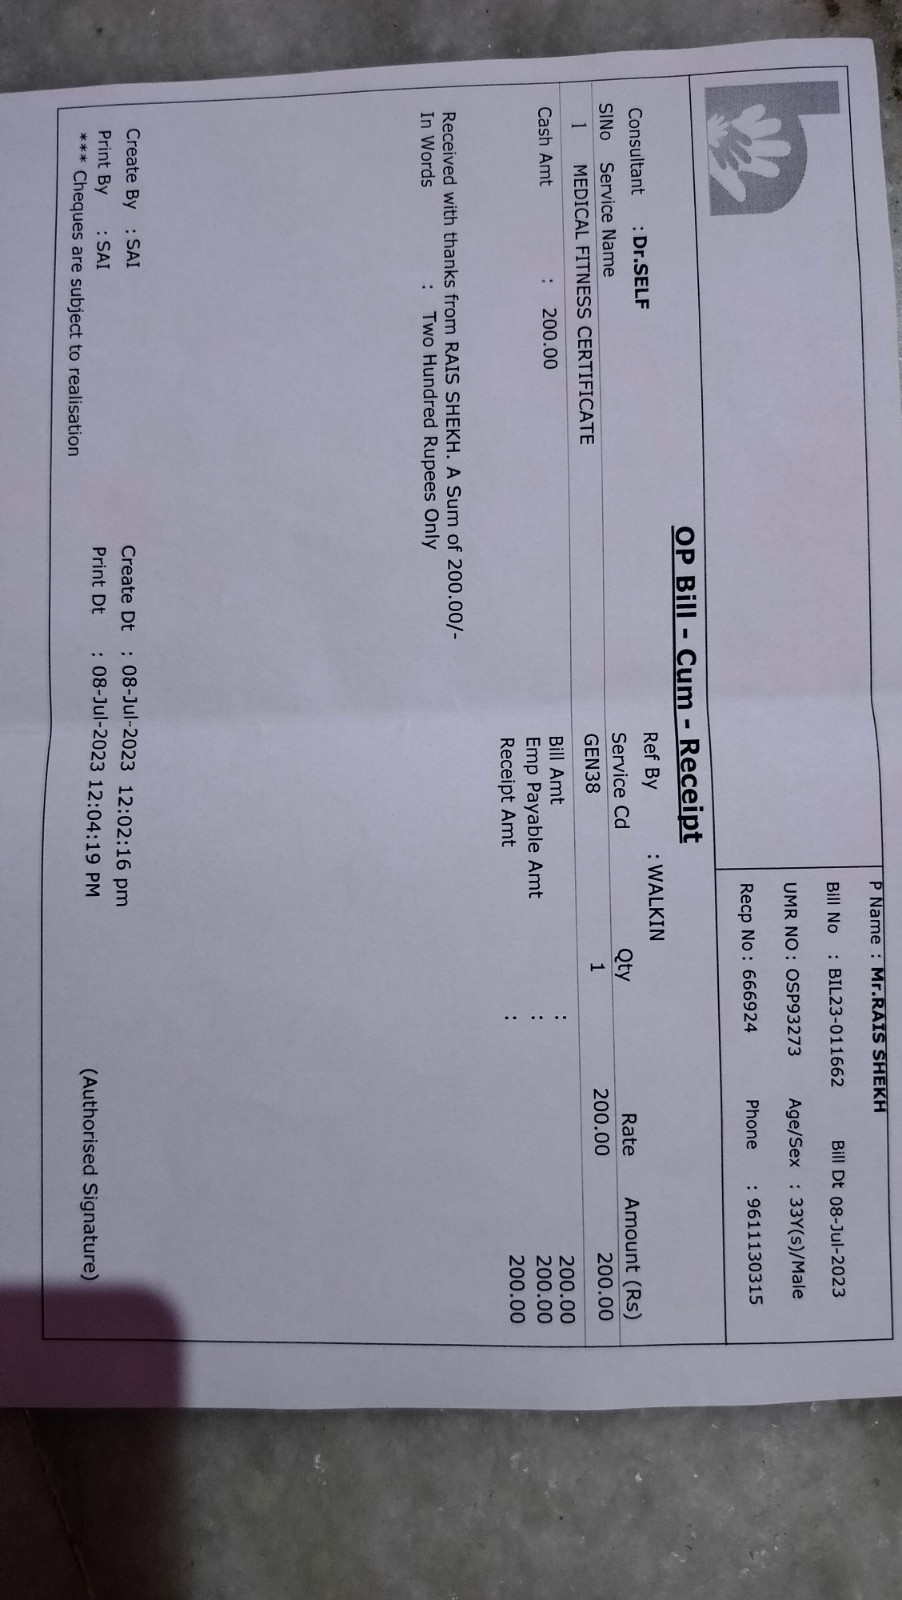 P Name : Mr.RAIS SHEKH
Bill No : BIL23-011662 Bill Dt 08-Jul-2023
UMR NO : OSP93273 Age/Sex : 33Y(s)/Male
Recp No : 666924 Phone : 9611130315
OP Bill - Cum - Receipt
Consultant : Dr.SELF Ref By : WALKIN
SlNo Service Name Service Cd Qty Rate Amount (Rs)
1 MEDICAL FITNESS CERTIFICATE GEN38 1 200.00 200.00
Bill Amt : 200.00
Cash Amt : 200.00 Emp Payable Amt : 200.00
Receipt Amt : 200.00
Received with thanks from RAIS SHEKH. A Sum of 200.00/-
In Words : Two Hundred Rupees Only
Create By : SAI Create Dt : 08-Jul-2023 12:02:16 pm
Print By : SAI Print Dt : 08-Jul-2023 12:04:19 PM (Authorised Signature)
*** Cheques are subject to realisation